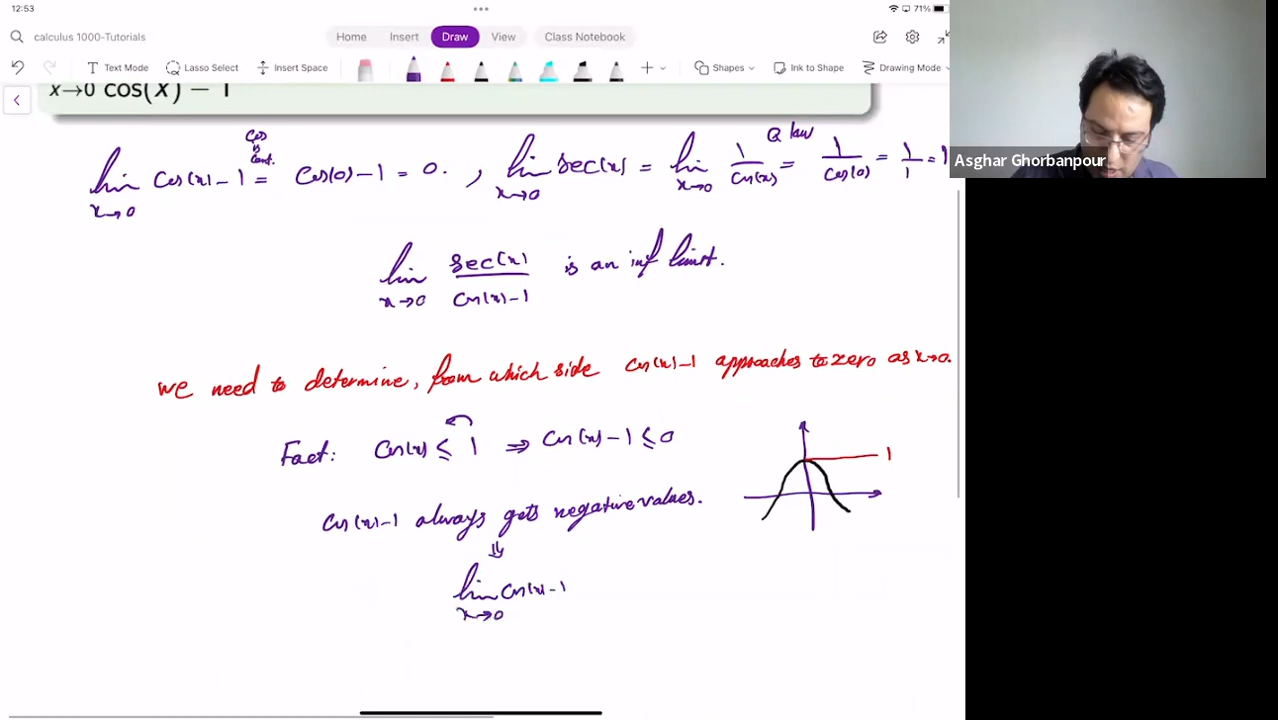 12:53
71%
calculus 1000-Tutorials
Home Insert Draw View Class Notebook
Text Mode Lasso Select Insert Space Shapes Ink to Shape Drawing Mode
x→0 cos(x) − 1
lim x→0 cos(x)-1 = cos(0)-1 = 0. , lim x→0 sec(x) = lim x→0 1/cos(x) = 1/cos(0) = 1/1 = 1
cos is cont.
Q law
Asghar Ghorbanpour
lim x→0 sec(x)/cos(x)-1 is an inf limit.
we need to determine, from which side cos(x)-1 approaches to zero as x→0.
Fact: cos(x) ≤ 1 ⇒ cos(x)-1 ≤ 0
1
cos(x)-1 always gets negative values.
⇓
lim x→0 cos(x)-1